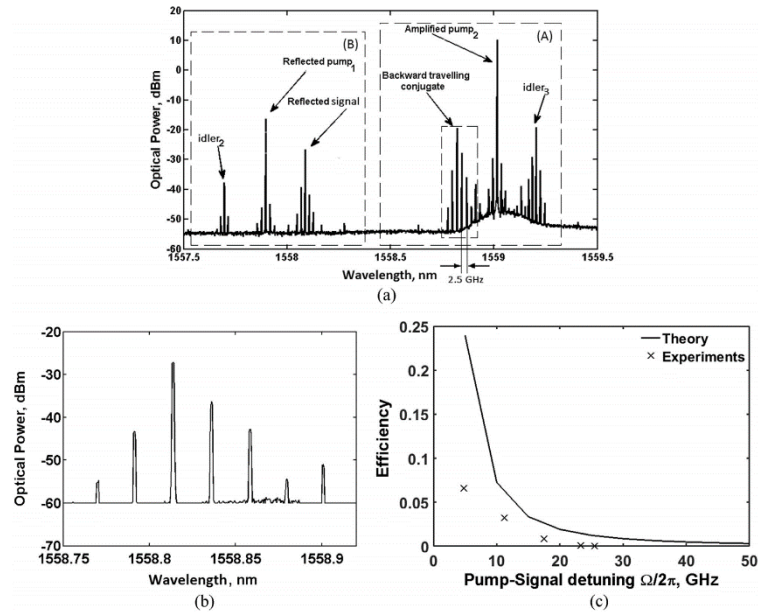 20
10
0
-10
-20
-30
-40
-50
-60
Optical Power, dBm
(B)
(A)
Amplified pump2
Reflected pump1
Reflected signal
Backward travelling
conjugate
idler2
idler3
1557.5
1558
1558.5
1559
1559.5
Wavelength, nm
2.5 GHz
(a)
-20
-30
-40
-50
-60
-70
Optical Power, dBm
1558.75
1558.8
1558.85
1558.9
Wavelength, nm
(b)
0.25
0.2
0.15
0.1
0.05
0
Efficiency
Theory
Experiments
0
10
20
30
40
50
Pump-Signal detuning Ω/2π, GHz
(c)